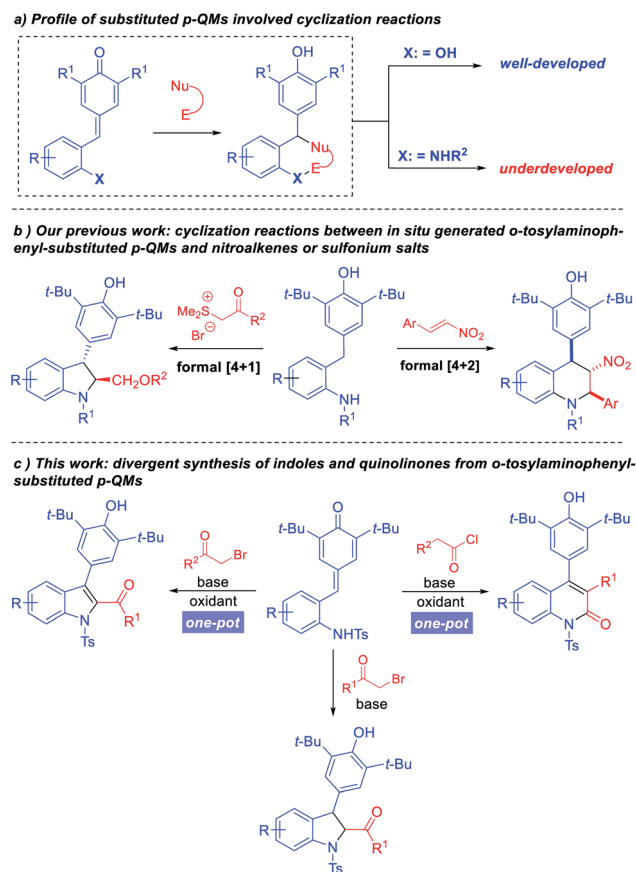 a) Profile of substituted p-QMs involved cyclization reactions
O
R1
R1
R
X
Nu
E
OH
R1
R1
Nu
R
X
E
X: = OH
well-developed
X: = NHR2
underdeveloped
b ) Our previous work: cyclization reactions between in situ generated o-tosylaminoph-
enyl-substituted p-QMs and nitroalkenes or sulfonium salts
OH
t-Bu
t-Bu
R
N
R1
CH2OR2
Me2S
+
O
R2
Br
−
formal [4+1]
OH
t-Bu
t-Bu
R
NH
R1
Ar
NO2
formal [4+2]
OH
t-Bu
t-Bu
NO2
R
N
Ar
R1
c ) This work: divergent synthesis of indoles and quinolinones from o-tosylaminophenyl-
substituted p-QMs
OH
t-Bu
t-Bu
O
R
N
R1
Ts
O
R2
Br
base
oxidant
one-pot
O
t-Bu
t-Bu
R
NHTs
R2
Cl
O
base
oxidant
one-pot
OH
t-Bu
t-Bu
R1
R
N
O
Ts
O
R1
Br
base
OH
t-Bu
t-Bu
O
R
N
R1
Ts